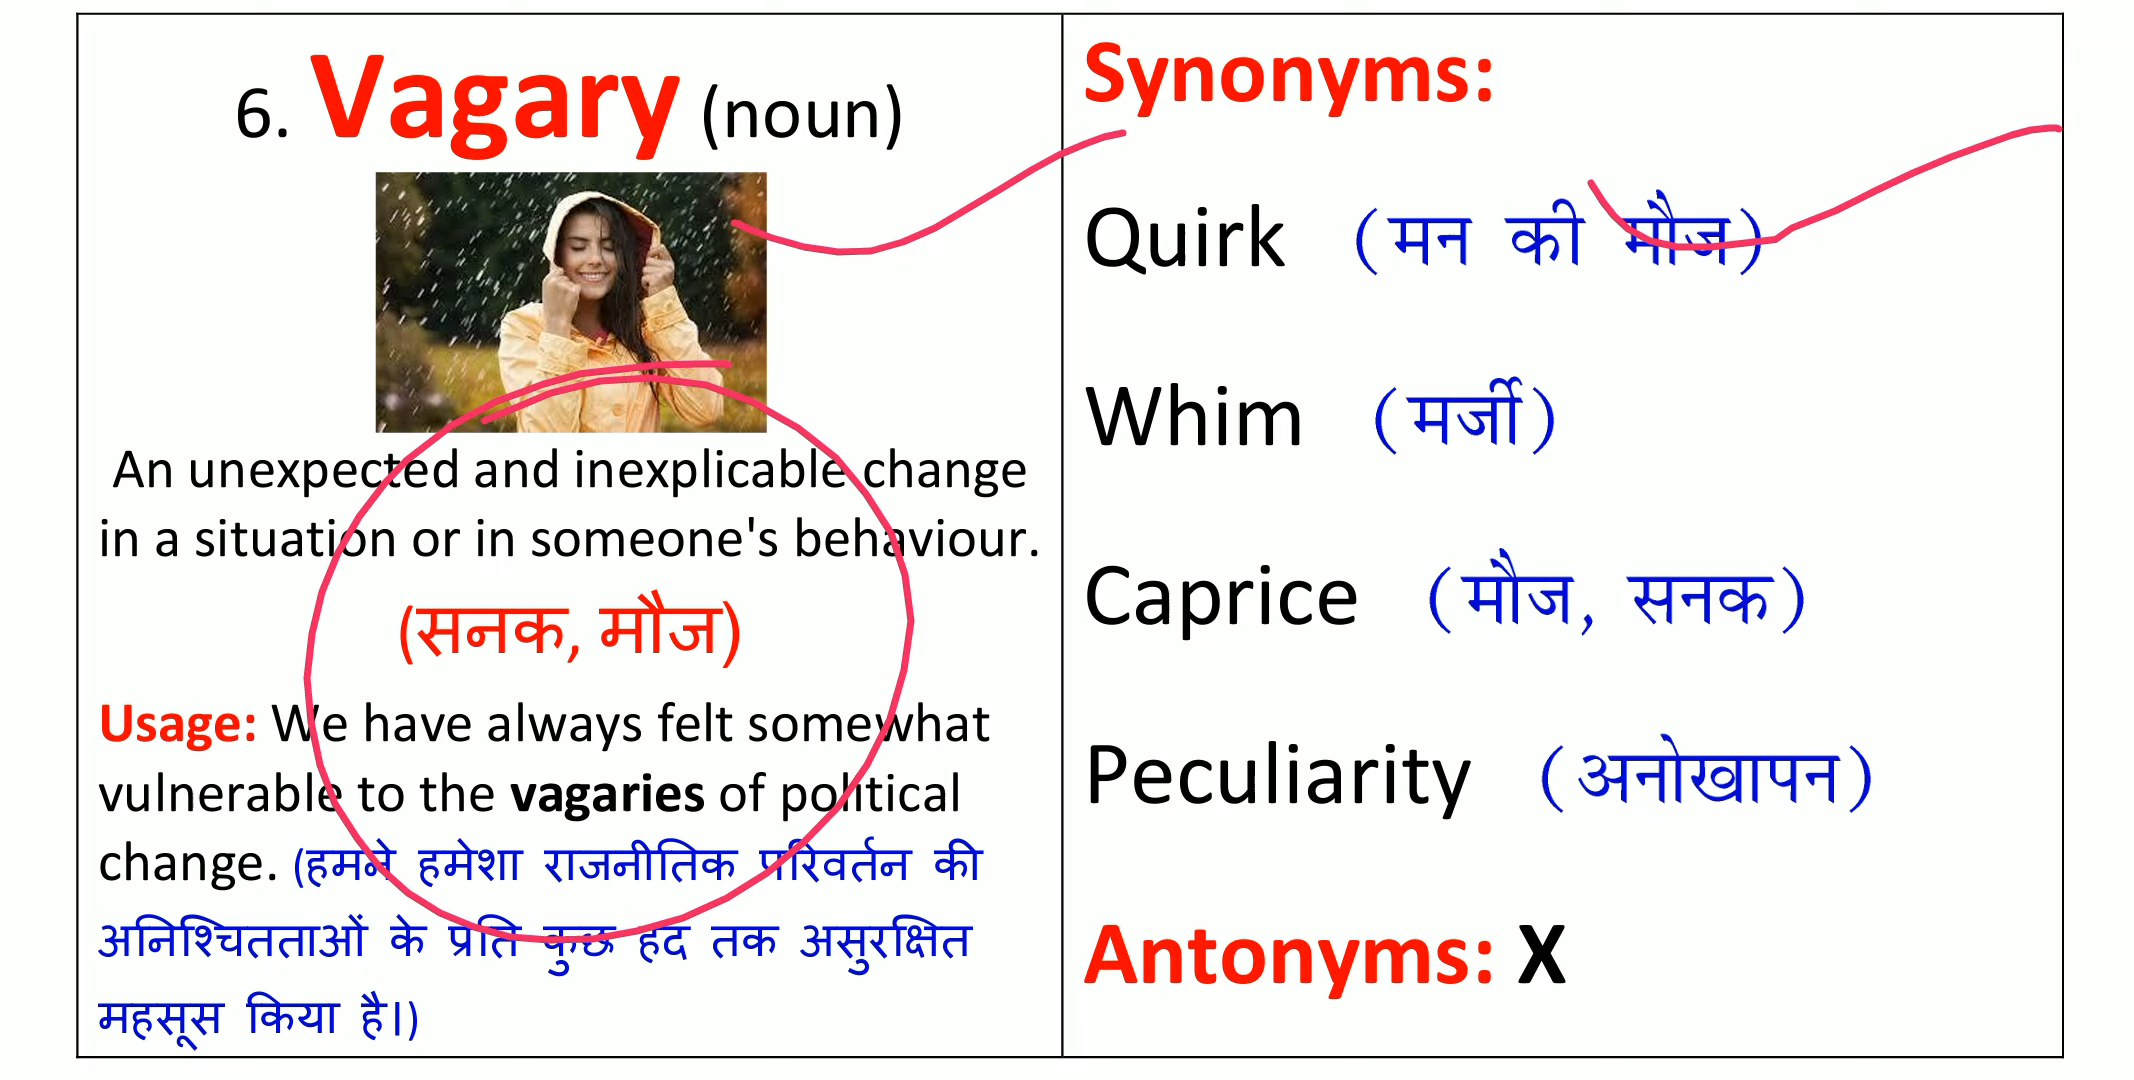 6. Vagary (noun)
An unexpected and inexplicable change
in a situation or in someone's behaviour.
(सनक, मौज)
Usage: We have always felt somewhat
vulnerable to the vagaries of political
change. (हमने हमेशा राजनीतिक परिवर्तन की
अनिश्चितताओं के प्रति कुछ हद तक असुरक्षित
महसूस किया है।)
Synonyms:
Quirk (मन की मौज)
Whim (मर्जी)
Caprice (मौज, सनक)
Peculiarity (अनोखापन)
Antonyms: X